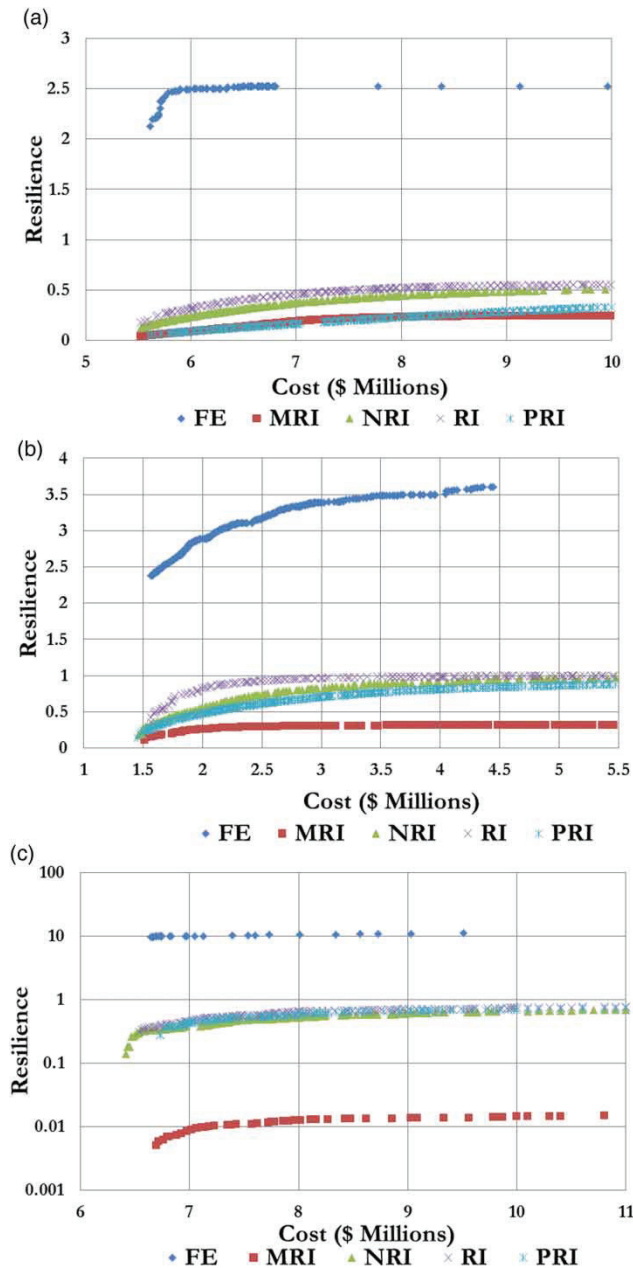 (a)
3
2.5
2
1.5
1
0.5
0
Resilience
5 6 7 8 9 10
Cost ($ Millions)
FE MRI NRI RI PRI
(b)
4
3.5
3
2.5
2
1.5
1
0.5
0
Resilience
1 1.5 2 2.5 3 3.5 4 4.5 5 5.5
Cost ($ Millions)
FE MRI NRI RI PRI
(c)
100
10
1
0.1
0.01
0.001
Resilience
6 7 8 9 10 11
Cost ($ Millions)
FE MRI NRI RI PRI